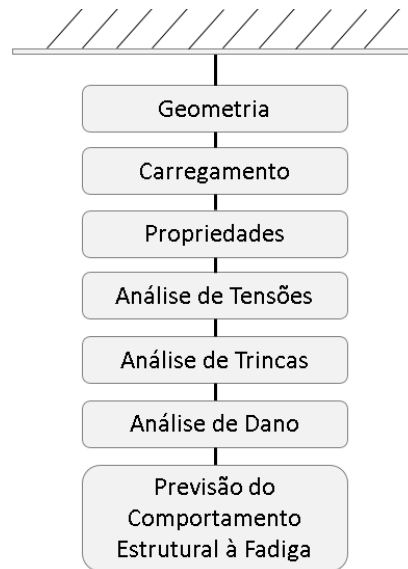 Geometria
Carregamento
Propriedades
Análise de Tensões
Análise de Trincas
Análise de Dano
Previsão do
Comportamento
Estrutural à Fadiga